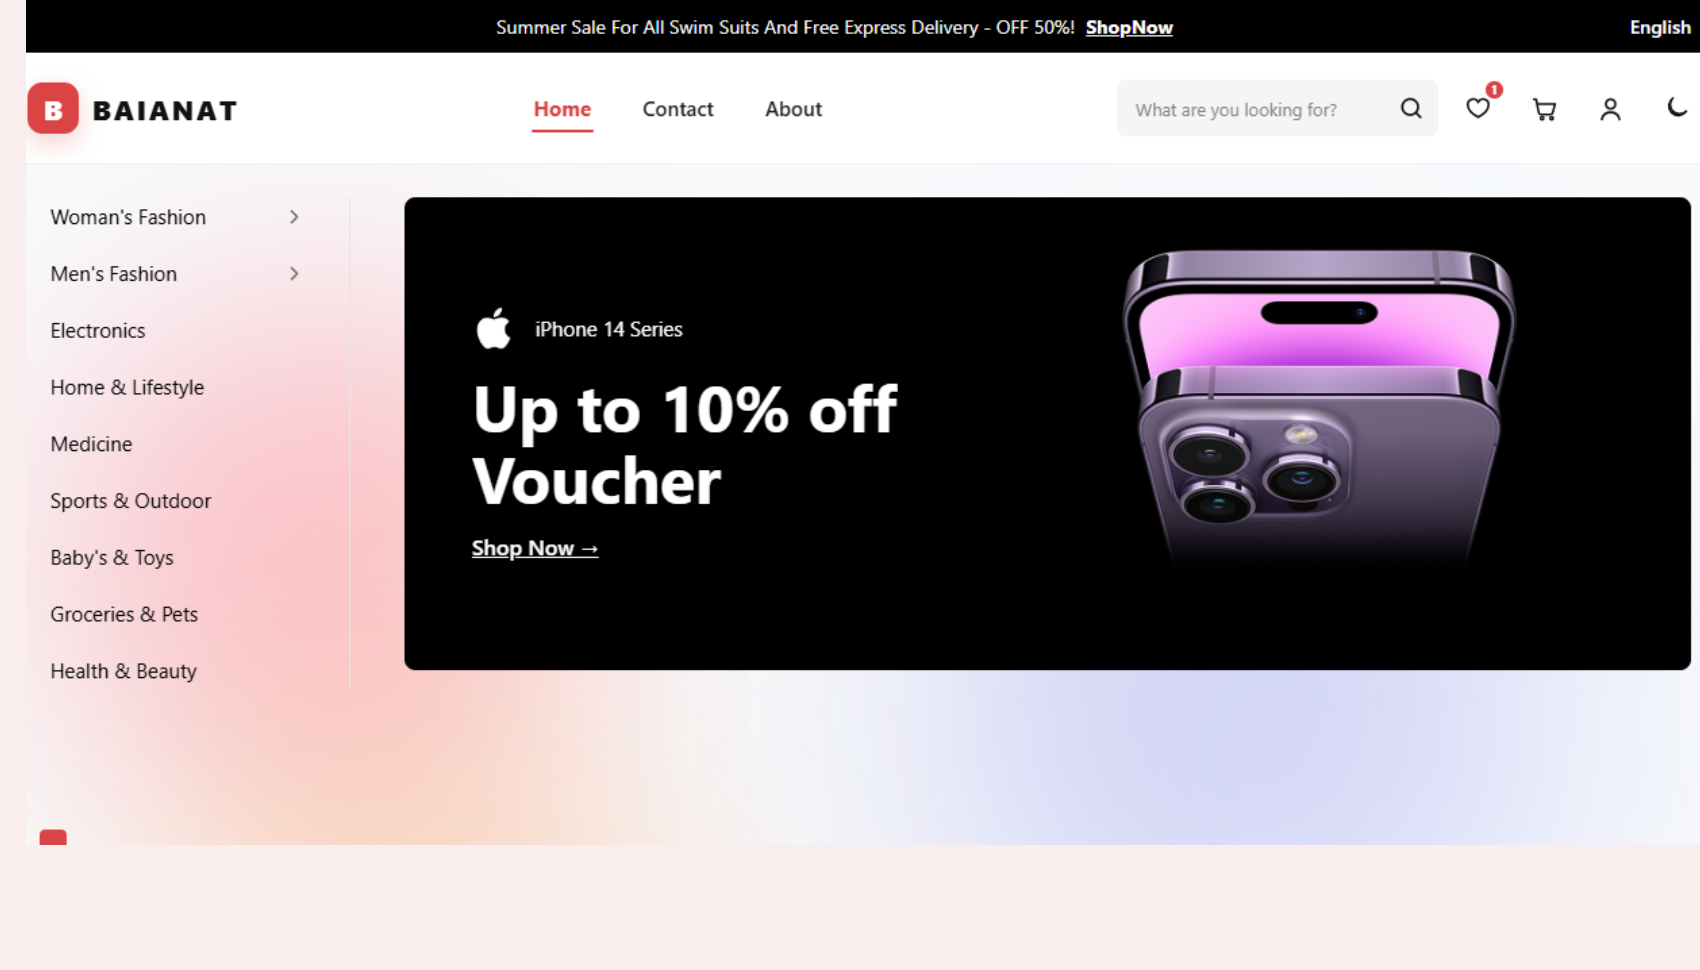 Summer Sale For All Swim Suits And Free Express Delivery - OFF 50%! ShopNow
English
B BAIANAT
Home
Contact
About
What are you looking for?
1
Woman's Fashion
Men's Fashion
Electronics
Home & Lifestyle
Medicine
Sports & Outdoor
Baby's & Toys
Groceries & Pets
Health & Beauty
iPhone 14 Series
Up to 10% off
Voucher
Shop Now →